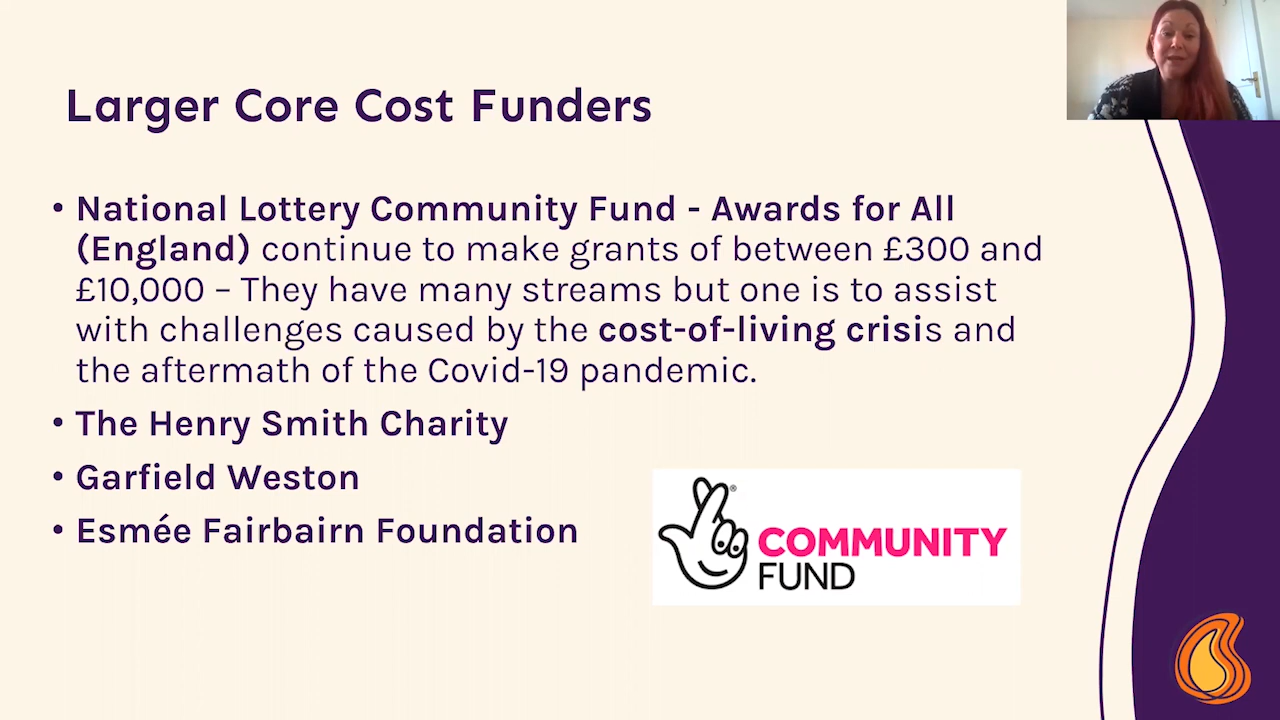 Larger Core Cost Funders
• National Lottery Community Fund - Awards for All
(England) continue to make grants of between £300 and
£10,000 – They have many streams but one is to assist
with challenges caused by the cost-of-living crisis and
the aftermath of the Covid-19 pandemic.
• The Henry Smith Charity
• Garfield Weston
• Esmée Fairbairn Foundation
®
COMMUNITY
FUND